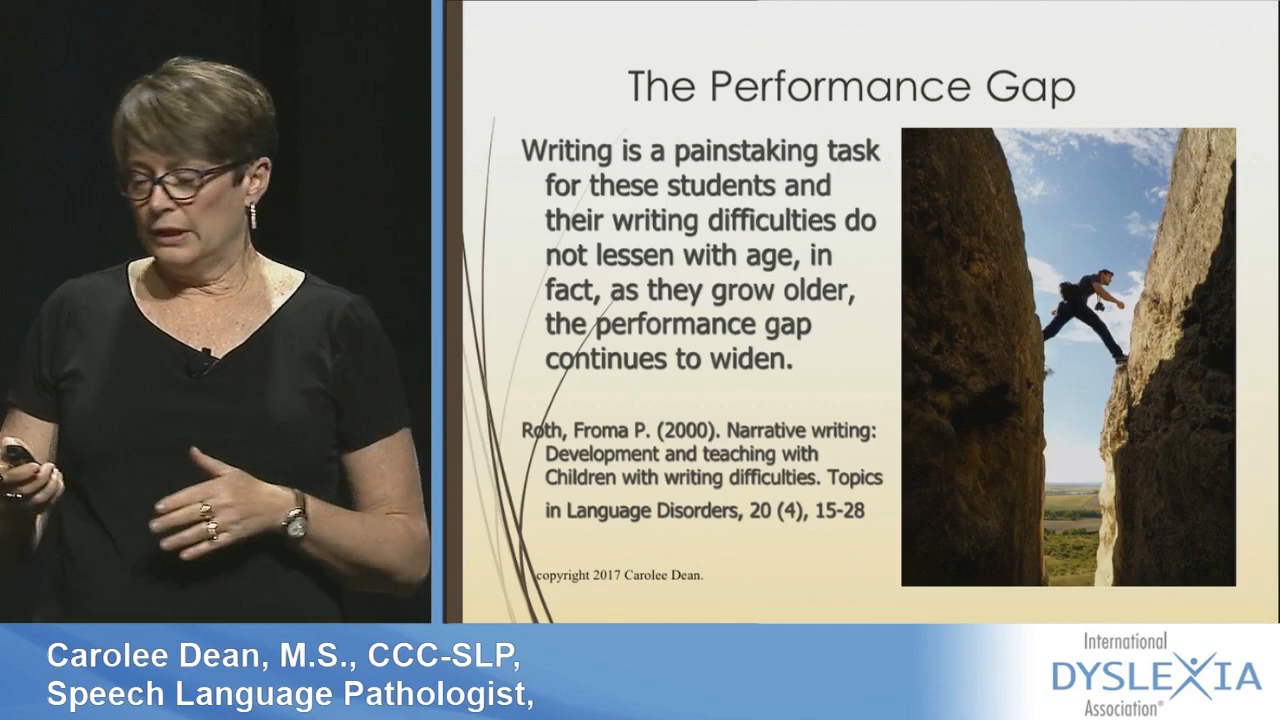 The Performance Gap
Writing is a painstaking task
for these students and
their writing difficulties do
not lessen with age, in
fact, as they grow older,
the performance gap
continues to widen.
Roth, Froma P. (2000). Narrative writing:
Development and teaching with
Children with writing difficulties. Topics
in Language Disorders, 20 (4), 15-28
copyright 2017 Carolee Dean.
Carolee Dean, M.S., CCC-SLP,
Speech Language Pathologist,
International
DYSLEXIA
Association®